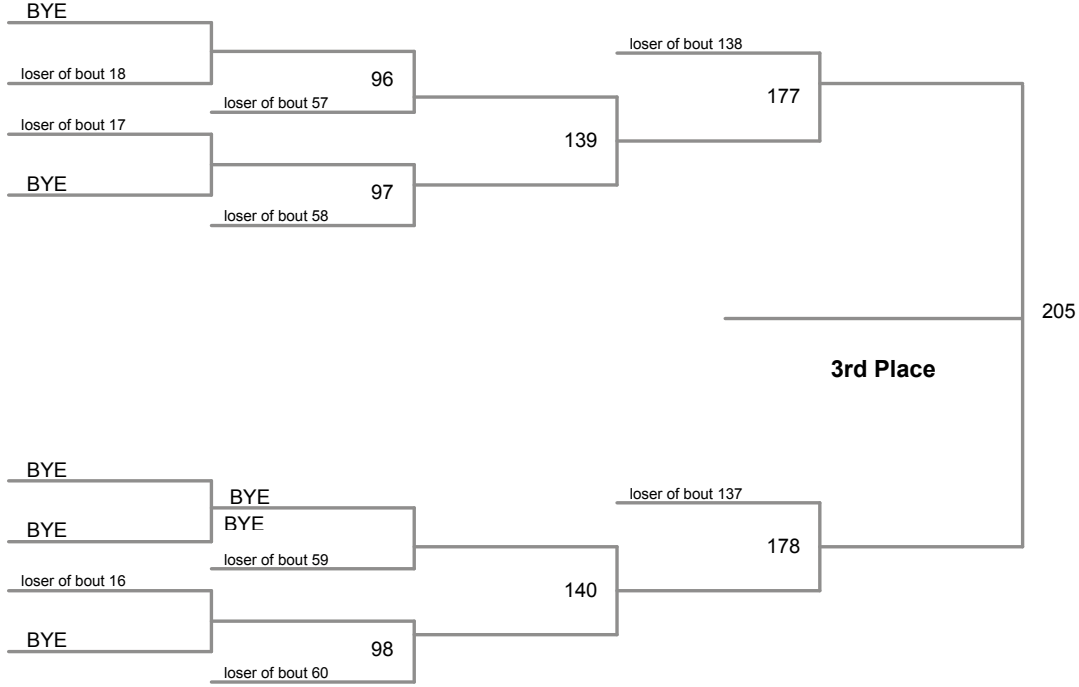 BYE
loser of bout 18
loser of bout 57
96
loser of bout 17
BYE
loser of bout 58
97
139
loser of bout 138
177
205
3rd Place
BYE
BYE
BYE
BYE
loser of bout 59
loser of bout 16
BYE
loser of bout 60
98
140
loser of bout 137
178